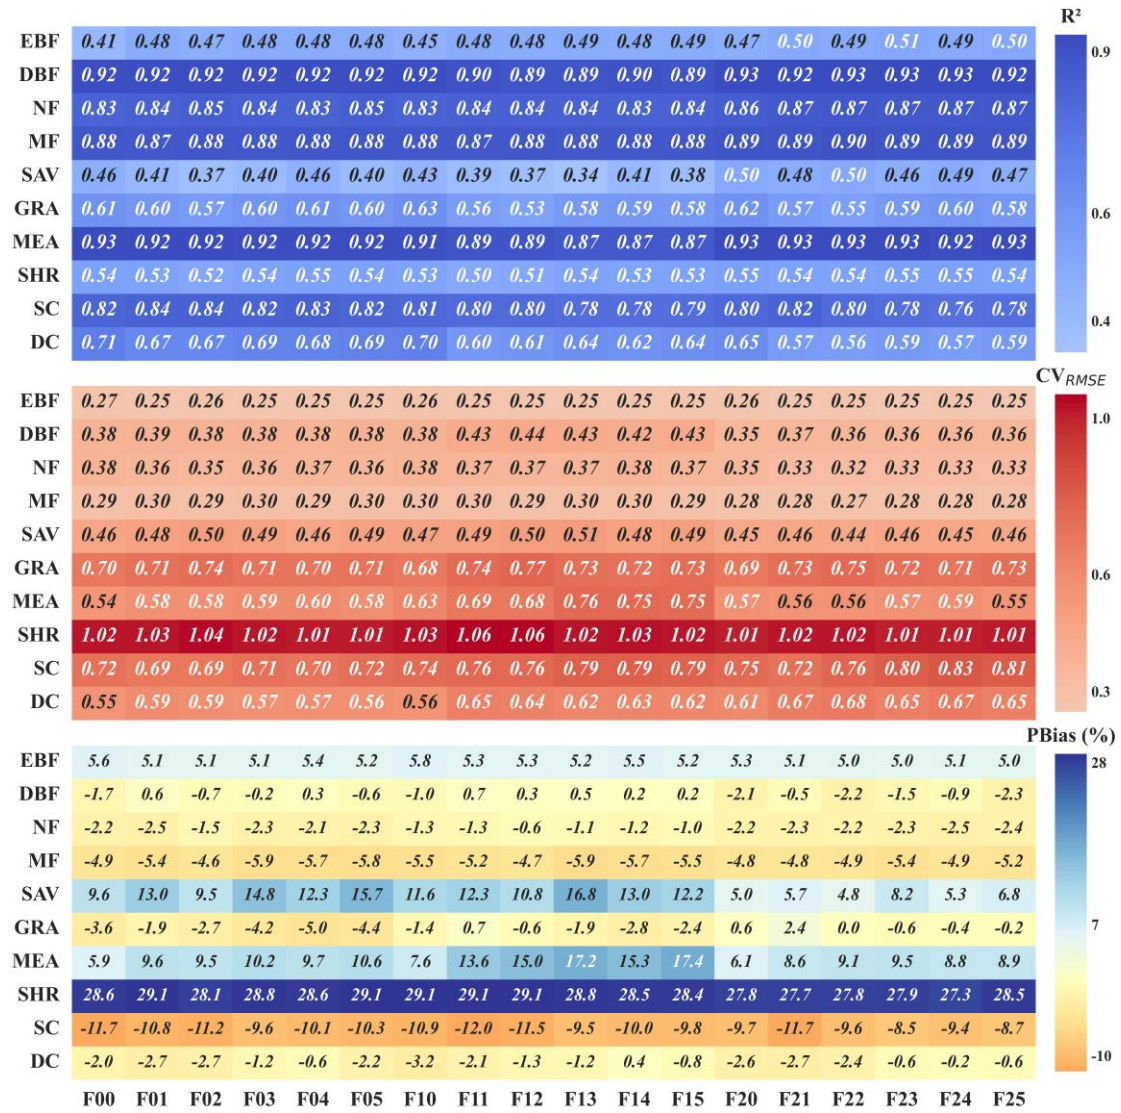 R²
EBF 0.41 0.48 0.47 0.48 0.48 0.48 0.45 0.48 0.48 0.49 0.48 0.49 0.47 0.50 0.49 0.51 0.49 0.50
0.9
DBF 0.92 0.92 0.92 0.92 0.92 0.92 0.92 0.90 0.89 0.89 0.90 0.89 0.93 0.92 0.93 0.93 0.93 0.92
NF 0.83 0.84 0.85 0.84 0.83 0.85 0.83 0.84 0.84 0.84 0.83 0.84 0.86 0.87 0.87 0.87 0.87 0.87
MF 0.88 0.87 0.88 0.88 0.88 0.88 0.88 0.87 0.88 0.88 0.88 0.88 0.89 0.89 0.90 0.89 0.89 0.89
SAV 0.46 0.41 0.37 0.40 0.46 0.40 0.43 0.39 0.37 0.34 0.41 0.38 0.50 0.48 0.50 0.46 0.49 0.47
GRA 0.61 0.60 0.57 0.60 0.61 0.60 0.63 0.56 0.53 0.58 0.59 0.58 0.62 0.57 0.55 0.59 0.60 0.58
0.6
MEA 0.93 0.92 0.92 0.92 0.92 0.92 0.91 0.89 0.89 0.87 0.87 0.87 0.93 0.93 0.93 0.93 0.92 0.93
SHR 0.54 0.53 0.52 0.54 0.55 0.54 0.53 0.50 0.51 0.54 0.53 0.53 0.55 0.54 0.54 0.55 0.55 0.54
SC 0.82 0.84 0.84 0.82 0.83 0.82 0.81 0.80 0.80 0.78 0.78 0.79 0.80 0.82 0.80 0.78 0.76 0.78
0.4
DC 0.71 0.67 0.67 0.69 0.68 0.69 0.70 0.60 0.61 0.64 0.62 0.64 0.65 0.57 0.56 0.59 0.57 0.59
CV_RMSE
EBF 0.27 0.25 0.26 0.25 0.25 0.25 0.26 0.25 0.25 0.25 0.25 0.25 0.26 0.25 0.25 0.25 0.25 0.25
1.0
DBF 0.38 0.39 0.38 0.38 0.38 0.38 0.38 0.43 0.44 0.43 0.42 0.43 0.35 0.37 0.36 0.36 0.36 0.36
NF 0.38 0.36 0.35 0.36 0.37 0.36 0.38 0.37 0.37 0.37 0.38 0.37 0.35 0.33 0.32 0.33 0.33 0.33
MF 0.29 0.30 0.29 0.30 0.29 0.30 0.30 0.30 0.29 0.30 0.30 0.29 0.28 0.28 0.27 0.28 0.28 0.28
SAV 0.46 0.48 0.50 0.49 0.46 0.49 0.47 0.49 0.50 0.51 0.48 0.49 0.45 0.46 0.44 0.46 0.45 0.46
GRA 0.70 0.71 0.74 0.71 0.70 0.71 0.68 0.74 0.77 0.73 0.72 0.73 0.69 0.73 0.75 0.72 0.71 0.73
0.6
MEA 0.54 0.58 0.58 0.59 0.60 0.58 0.63 0.69 0.68 0.76 0.75 0.75 0.57 0.56 0.56 0.57 0.59 0.55
SHR 1.02 1.03 1.04 1.02 1.01 1.01 1.03 1.06 1.06 1.02 1.03 1.02 1.01 1.02 1.02 1.01 1.01 1.01
SC 0.72 0.69 0.69 0.71 0.70 0.72 0.74 0.76 0.76 0.79 0.79 0.79 0.75 0.72 0.76 0.80 0.83 0.81
0.3
DC 0.55 0.59 0.59 0.57 0.57 0.56 0.56 0.65 0.64 0.62 0.63 0.62 0.61 0.67 0.68 0.65 0.67 0.65
PBias (%)
EBF 5.6 5.1 5.1 5.1 5.4 5.2 5.8 5.3 5.3 5.2 5.5 5.2 5.3 5.1 5.0 5.0 5.1 5.0
28
DBF -1.7 0.6 -0.7 -0.2 0.3 -0.6 -1.0 0.7 0.3 0.5 0.2 0.2 -2.1 -0.5 -2.2 -1.5 -0.9 -2.3
NF -2.2 -2.5 -1.5 -2.3 -2.1 -2.3 -1.3 -1.3 -0.6 -1.1 -1.2 -1.0 -2.2 -2.3 -2.2 -2.3 -2.5 -2.4
MF -4.9 -5.4 -4.6 -5.9 -5.7 -5.8 -5.5 -5.2 -4.7 -5.9 -5.7 -5.5 -4.8 -4.8 -4.9 -5.4 -4.9 -5.2
SAV 9.6 13.0 9.5 14.8 12.3 15.7 11.6 12.3 10.8 16.8 13.0 12.2 5.0 5.7 4.8 8.2 5.3 6.8
GRA -3.6 -1.9 -2.7 -4.2 -5.0 -4.4 -1.4 0.7 -0.6 -1.9 -2.8 -2.4 0.6 2.4 0.0 -0.6 -0.4 -0.2
7
MEA 5.9 9.6 9.5 10.2 9.7 10.6 7.6 13.6 15.0 17.2 15.3 17.4 6.1 8.6 9.1 9.5 8.8 8.9
SHR 28.6 29.1 28.1 28.8 28.6 29.1 29.1 29.1 29.1 28.8 28.5 28.4 27.8 27.7 27.8 27.9 27.3 28.5
SC -11.7 -10.8 -11.2 -9.6 -10.1 -10.3 -10.9 -12.0 -11.5 -9.5 -10.0 -9.8 -9.7 -11.7 -9.6 -8.5 -9.4 -8.7
-10
DC -2.0 -2.7 -2.7 -1.2 -0.6 -2.2 -3.2 -2.1 -1.3 -1.2 0.4 -0.8 -2.6 -2.7 -2.4 -0.6 -0.2 -0.6
F00 F01 F02 F03 F04 F05 F10 F11 F12 F13 F14 F15 F20 F21 F22 F23 F24 F25